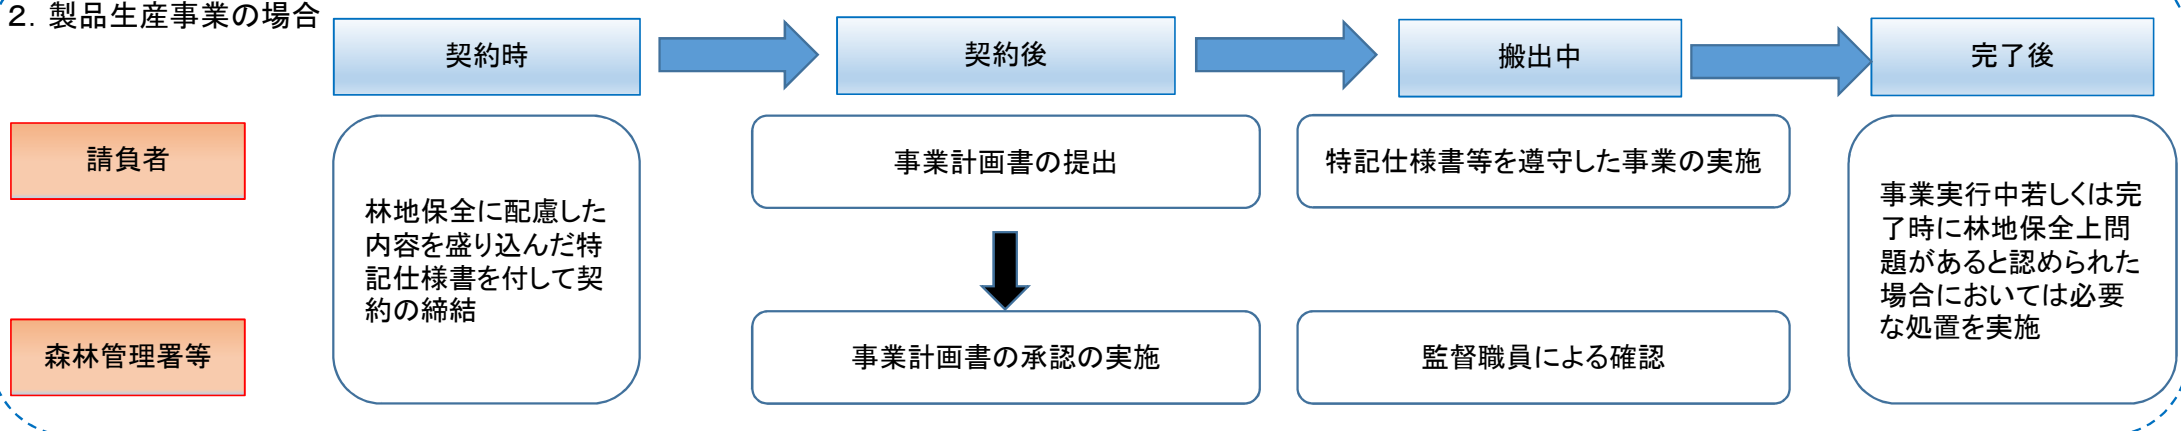 2．製品生産事業の場合
契約時
契約後
搬出中
完了後
請負者
森林管理署等
林地保全に配慮した
内容を盛り込んだ特
記仕様書を付して契
約の締結
事業計画書の提出
事業計画書の承認の実施
特記仕様書等を遵守した事業の実施
監督職員による確認
事業実行中若しくは完
了時に林地保全上問
題があると認められた
場合においては必要
な処置を実施